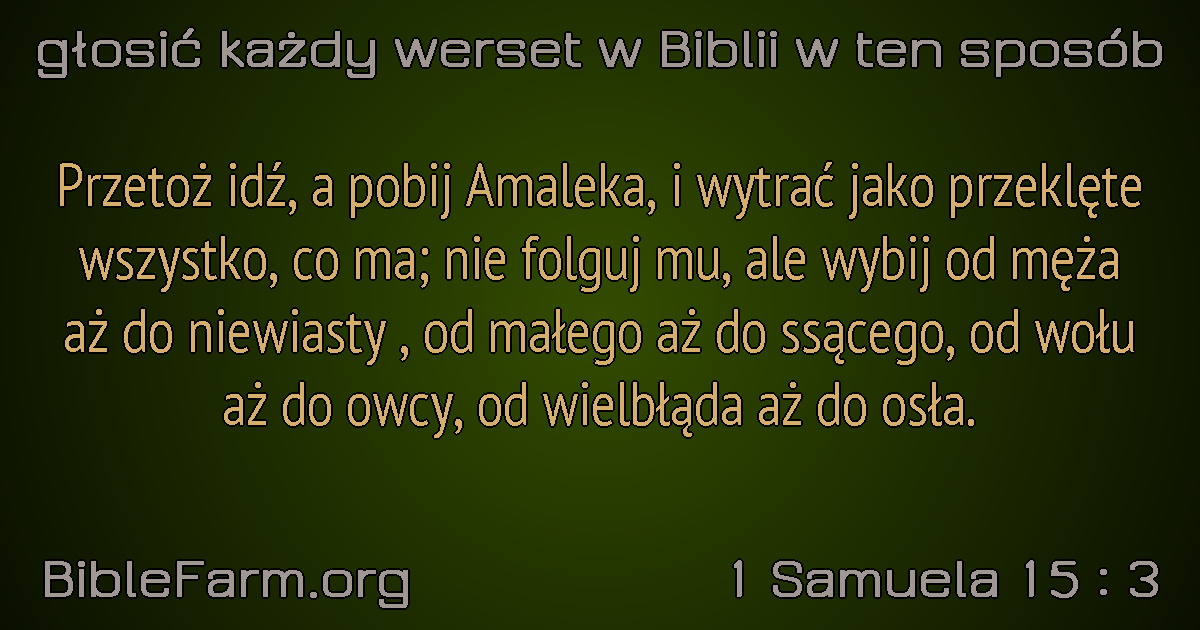 głosić każdy werset w Biblii w ten sposób
Przetoż idź, a pobij Amaleka, i wytrać jako przeklęte
wszystko, co ma; nie folguj mu, ale wybij od męża
aż do niewiasty , od małego aż do ssącego, od wołu
aż do owcy, od wielbłąda aż do osła.
BibleFarm.org
1 Samuela 15 : 3